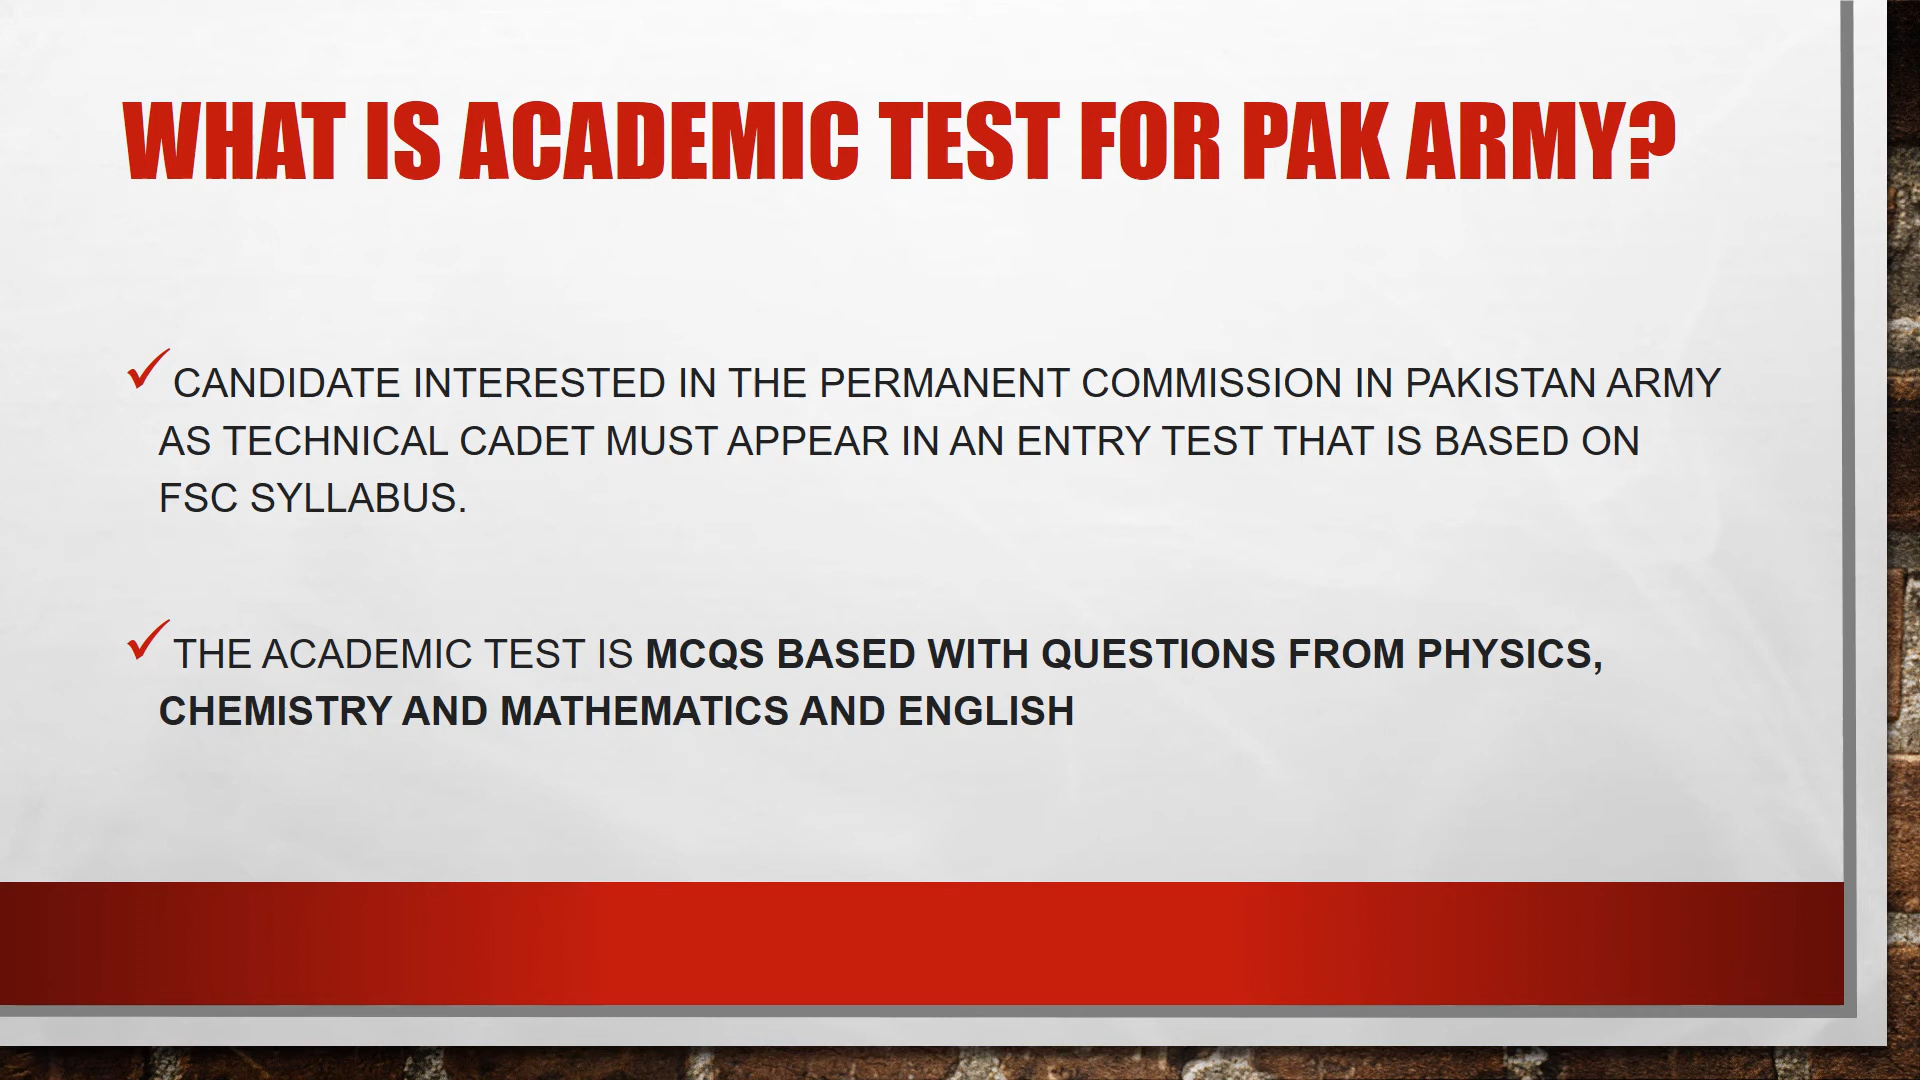 WHAT IS ACADEMIC TEST FOR PAK ARMY?
✓CANDIDATE INTERESTED IN THE PERMANENT COMMISSION IN PAKISTAN ARMY
AS TECHNICAL CADET MUST APPEAR IN AN ENTRY TEST THAT IS BASED ON
FSC SYLLABUS.
✓THE ACADEMIC TEST IS MCQS BASED WITH QUESTIONS FROM PHYSICS,
CHEMISTRY AND MATHEMATICS AND ENGLISH